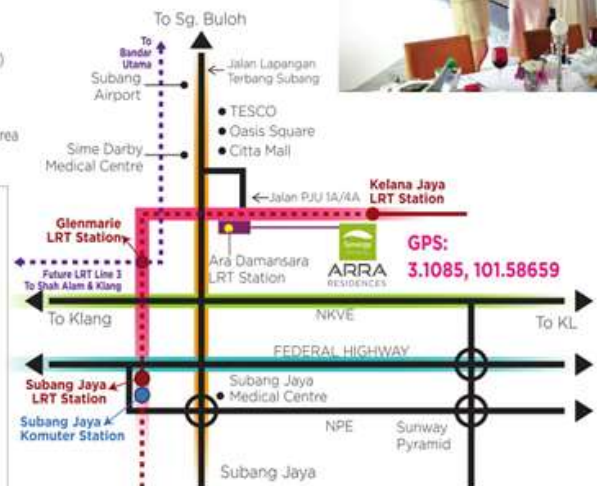 To Sg. Buloh
To
Bandar
Utama
Jalan Lapangan
Terbang Subang
Subang
Airport
TESCO
Oasis Square
Citta Mall
rea
Sime Darby
Medical Centre
Jalan PJU 1A/4A
Kelana Jaya
LRT Station
Glenmarie
LRT Station
Synergy
ARRA
RESIDENCES
GPS:
3.1085, 101.58659
Ara Damansara
LRT Station
Future LRT Line 3
To Shah Alam & Klang
To Klang
NKVE
To KL
FEDERAL HIGHWAY
Subang Jaya
LRT Station
Subang Jaya
Medical Centre
Subang Jaya
Komuter Station
NPE
Sunway
Pyramid
Subang Jaya